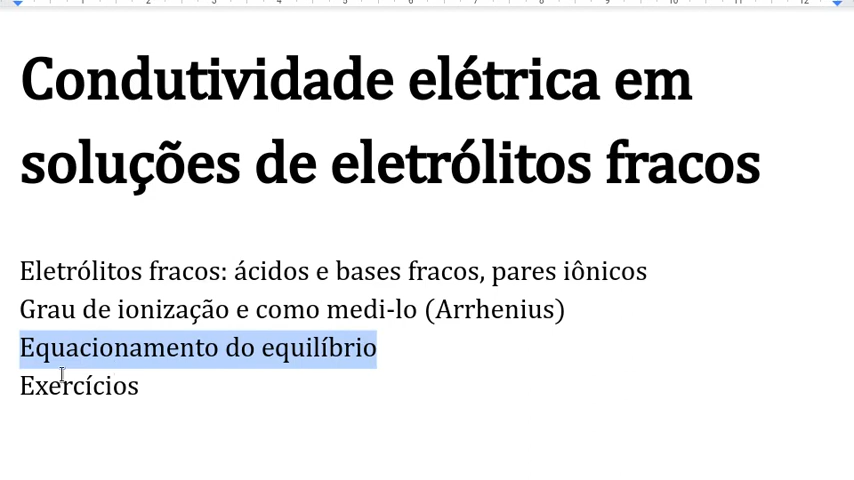 Condutividade elétrica em
soluções de eletrólitos fracos
Eletrólitos fracos: ácidos e bases fracos, pares iônicos
Grau de ionização e como medi-lo (Arrhenius)
Equacionamento do equilíbrio
Exercícios